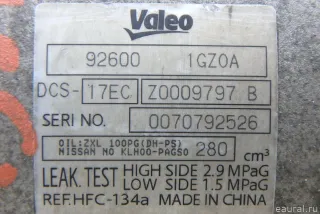 Valeo
92600 1GZ0A
DCS- 17EC Z0009797 B
SERI NO. 0070792526
OIL:ZXL 100PG(DH-PS)
NISSAN NO KLH00-PAGS0 280 cm³
LEAK. TEST HIGH SIDE 2.9 MPaG
LOW SIDE 1.5 MPaG
REF.HFC-134a MADE IN CHINA
eaural.ru